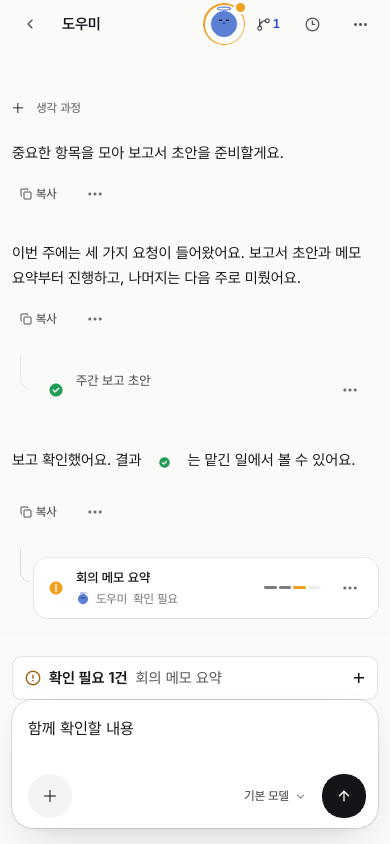 도우미
1
생각 과정
중요한 항목을 모아 보고서 초안을 준비할게요.
복사
이번 주에는 세 가지 요청이 들어왔어요. 보고서 초안과 메모
요약부터 진행하고, 나머지는 다음 주로 미뤘어요.
복사
주간 보고 초안
보고 확인했어요. 결과 는 맡긴 일에서 볼 수 있어요.
복사
회의 메모 요약
도우미 확인 필요
확인 필요 1건 회의 메모 요약
함께 확인할 내용
기본 모델